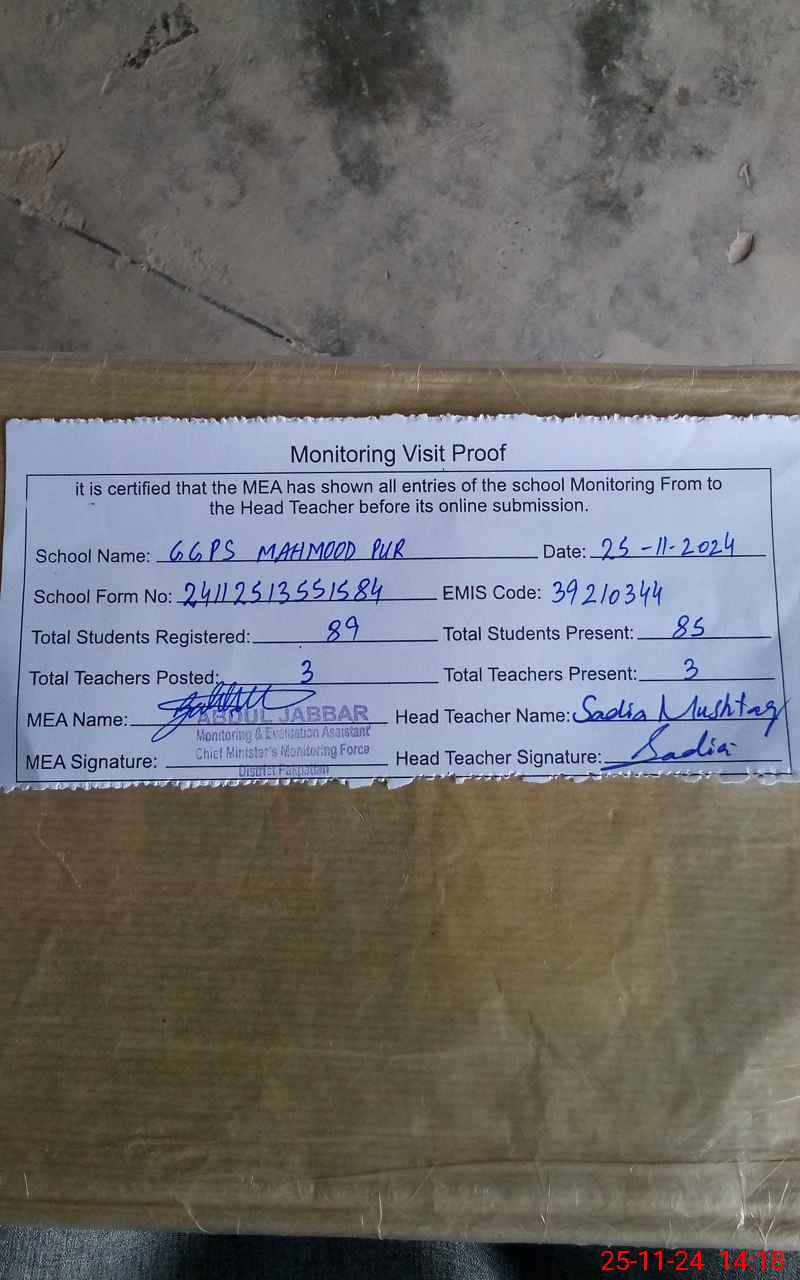 Monitoring Visit Proof
it is certified that the MEA has shown all entries of the school Monitoring From to
the Head Teacher before its online submission.
School Name: GGPS MAHMOOD PUR Date: 25-11-2024
School Form No: 24112513551584 EMIS Code: 39210344
Total Students Registered: 89 Total Students Present: 85
Total Teachers Posted: 3 Total Teachers Present: 3
MEA Name: ABDUL JABBAR Head Teacher Name: Sadia Mushtaq
Monitoring & Evaluation Assistant
Chief Minister's Monitoring Force
MEA Signature: Head Teacher Signature: Sadia
District Pakpattan
25-11-24 14:18